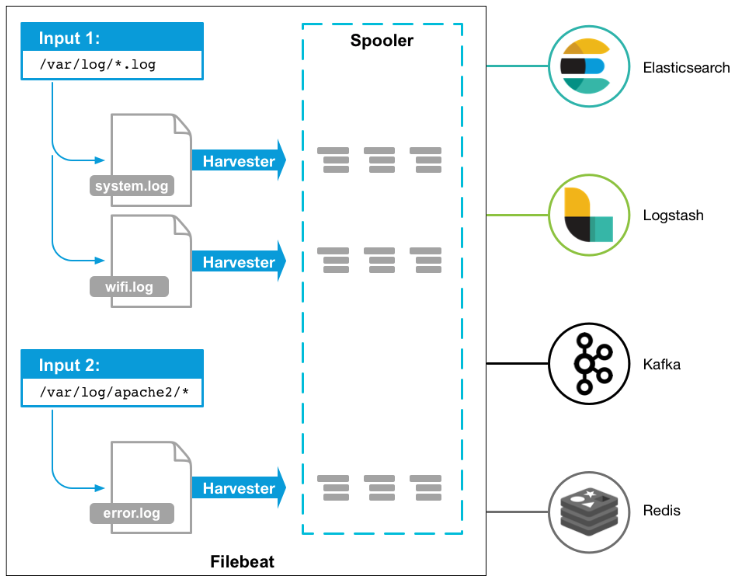 Input 1:
/var/log/*.log
system.log
Harvester
wifi.log
Harvester
Input 2:
/var/log/apache2/*
error.log
Harvester
Spooler
Filebeat
Elasticsearch
Logstash
Kafka
Redis